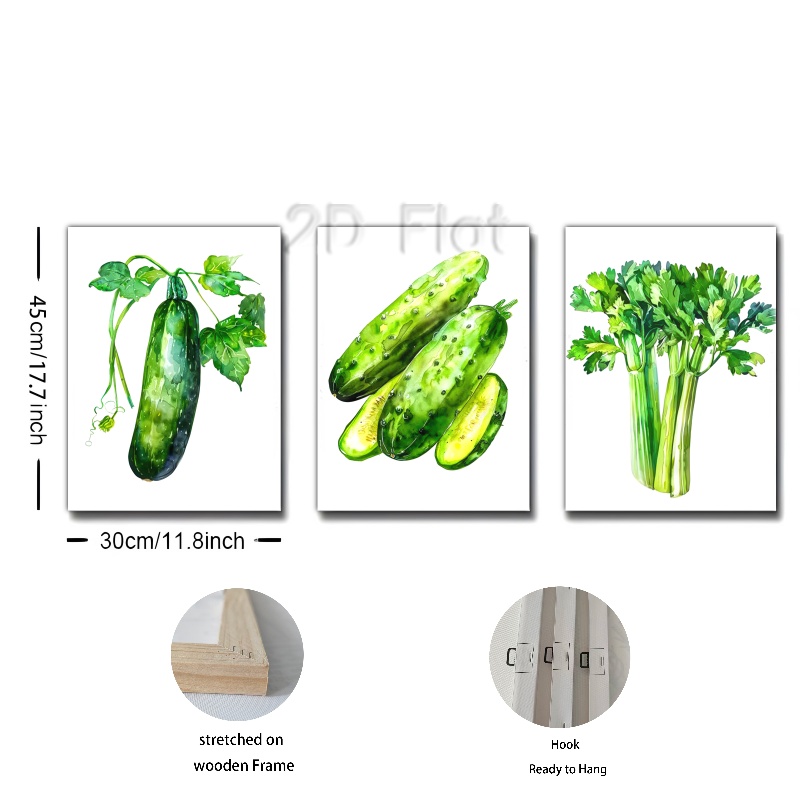 2D Flat
45cm/17.7inch
30cm/11.8inch
stretched on
wooden Frame
Hook
Ready to Hang